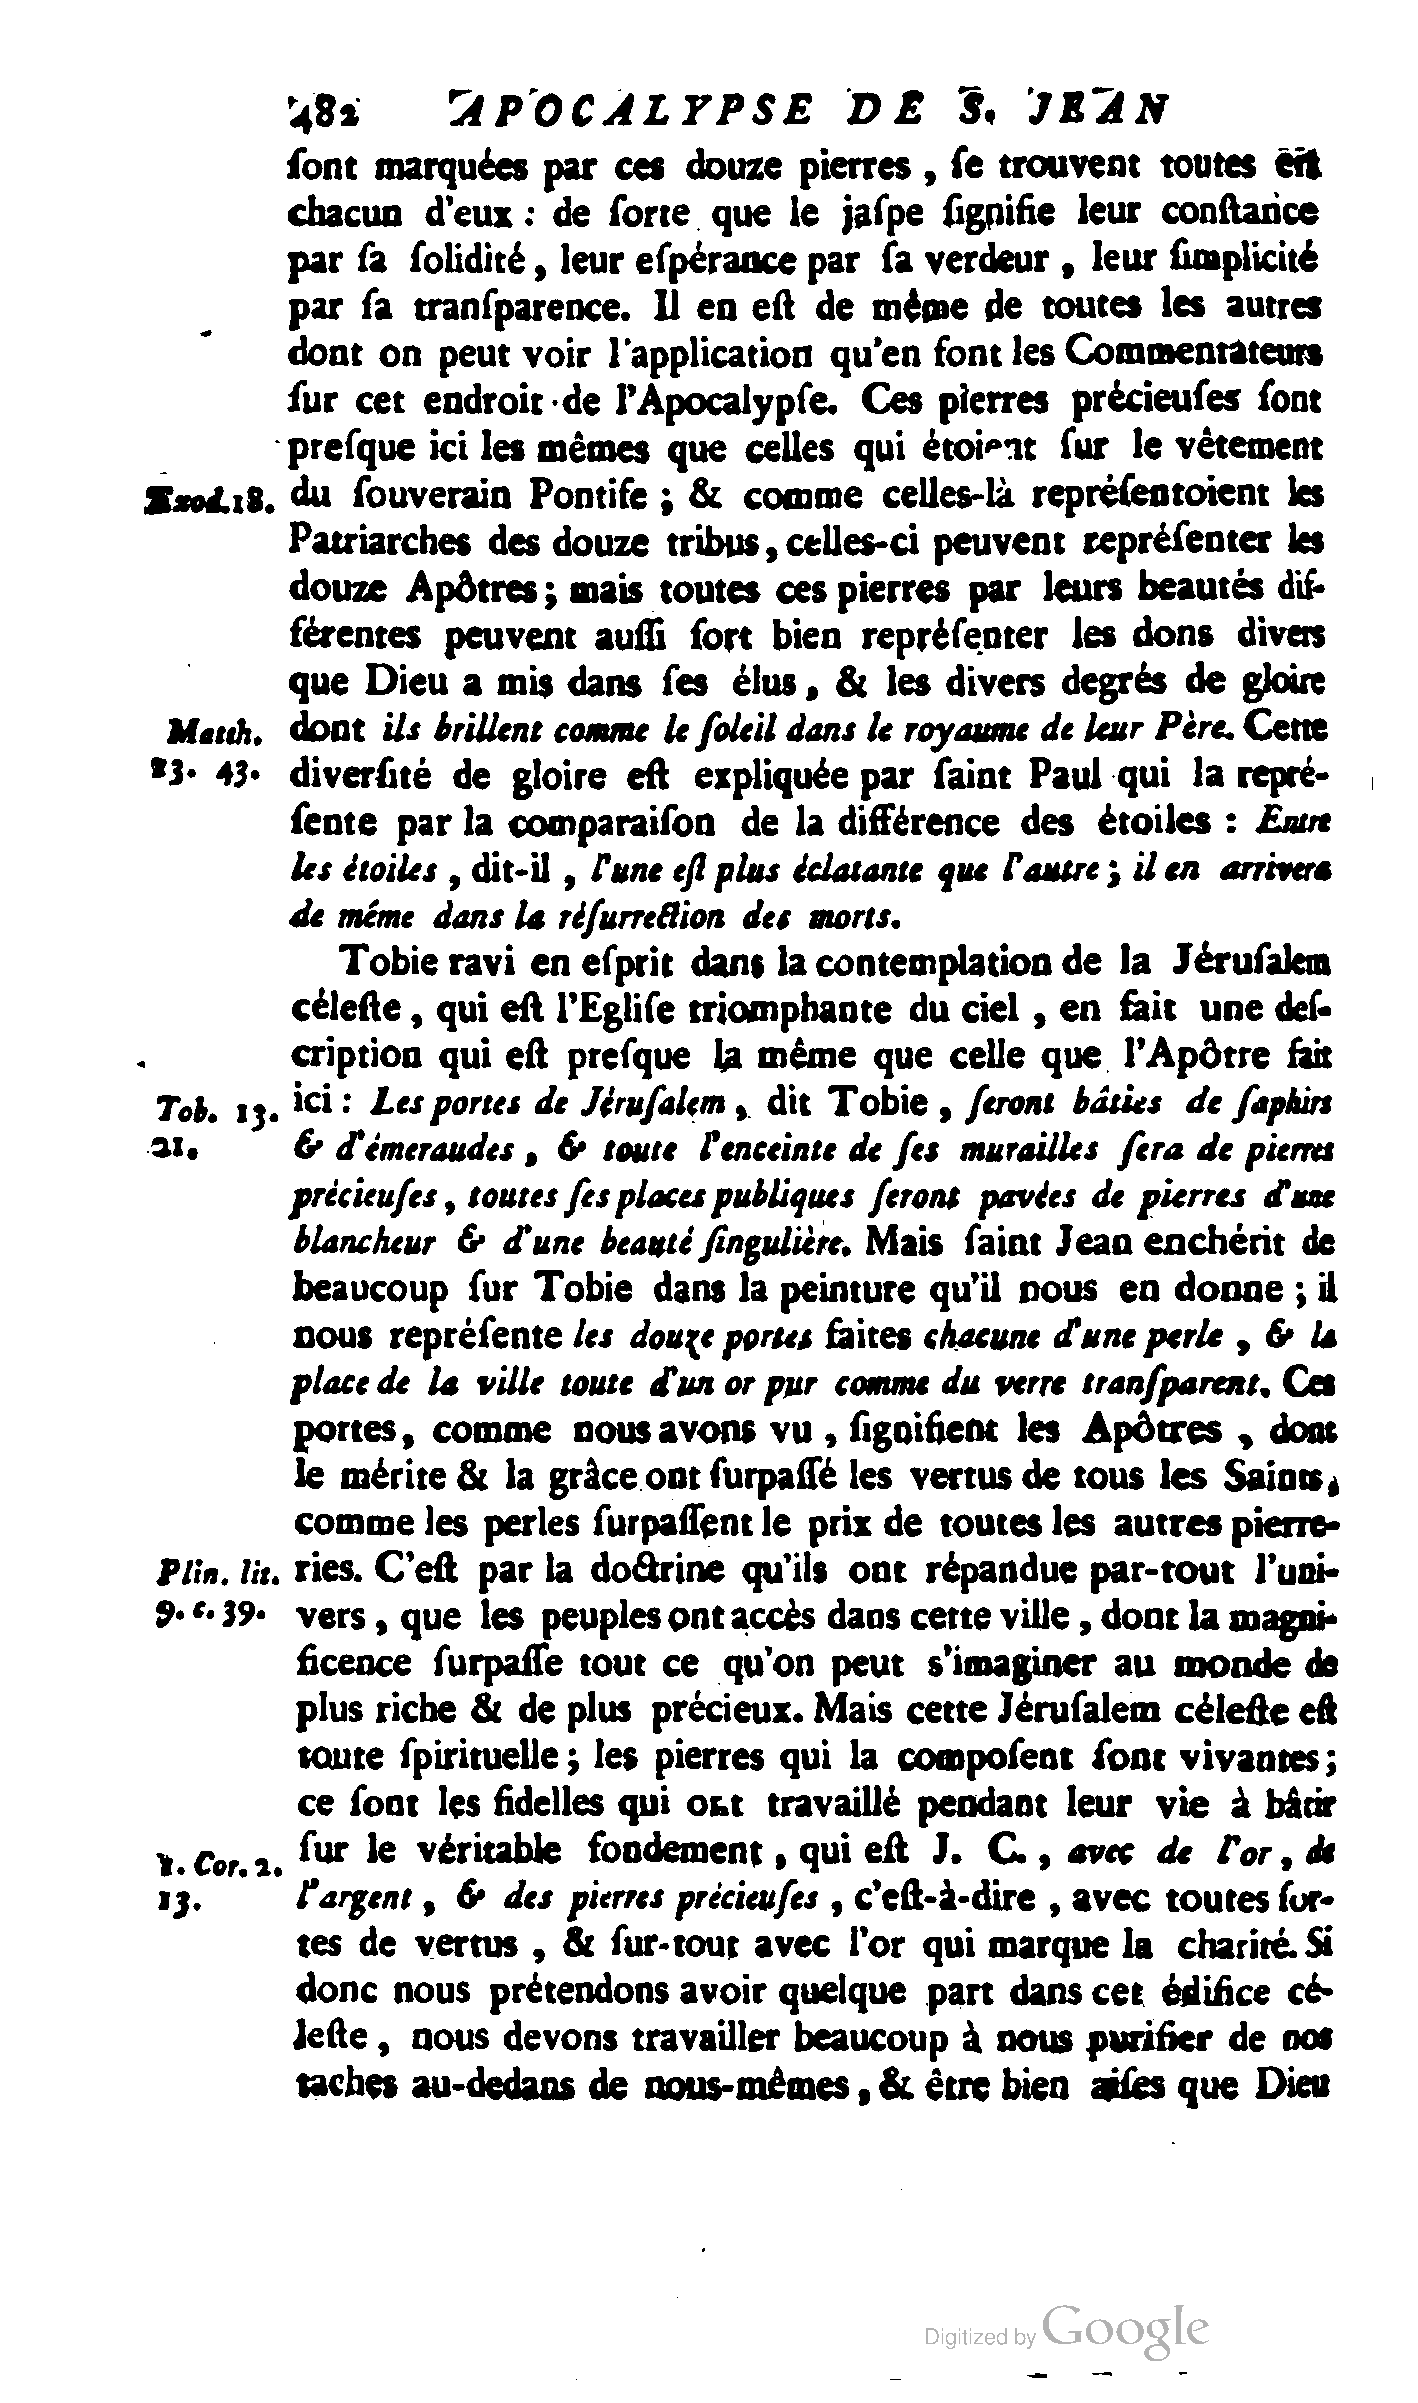 482 APOCALYPSE DE S. JEAN
ſont marquées par ces douze pierres, ſe trouvent toutes en
chacun d'eux : de ſorte que le jaſpe ſignifie leur conſtance
par ſa ſolidité, leur eſpérance par ſa verdeur, leur ſimplicité
par ſa tranſparence. Il en eſt de même de toutes les autres
dont on peut voir l'application qu'en font les Commentateurs
ſur cet endroit de l'Apocalypſe. Ces pierres précieuſes ſont
preſque ici les mêmes que celles qui étoient ſur le vêtement
Exod. 18. du ſouverain Pontife ; & comme celles-là repréſentoient les
Patriarches des douze tribus, celles-ci peuvent repréſenter les
douze Apôtres ; mais toutes ces pierres par leurs beautés dif-
férentes peuvent auſſi fort bien repréſenter les dons divers
que Dieu a mis dans ſes élus, & les divers degrés de gloire
Matth. dont ils brillent comme le ſoleil dans le royaume de leur Père. Cette
13. 43. diverſité de gloire eſt expliquée par ſaint Paul qui la repré-
ſente par la comparaiſon de la différence des étoiles : Entre
les étoiles, dit-il, l'une eſt plus éclatante que l'autre ; il en arrivera
de même dans la réſurrection des morts.
Tobie ravi en eſprit dans la contemplation de la Jéruſalem
céleſte, qui eſt l'Egliſe triomphante du ciel, en fait une deſ-
cription qui eſt preſque la même que celle que l'Apôtre fait
Tob. 13. ici : Les portes de Jéruſalem, dit Tobie, ſeront bâties de ſaphirs
21. & d'émeraudes, & toute l'enceinte de ſes murailles ſera de pierres
précieuſes, toutes ſes places publiques ſeront pavées de pierres d'une
blancheur & d'une beauté ſingulière. Mais ſaint Jean enchérit de
beaucoup ſur Tobie dans la peinture qu'il nous en donne ; il
nous repréſente les douze portes faites chacune d'une perle, & la
place de la ville toute d'un or pur comme du verre tranſparent. Ces
portes, comme nous avons vu, ſignifient les Apôtres, dont
le mérite & la grâce ont ſurpaſſé les vertus de tous les Saints,
comme les perles ſurpaſſent le prix de toutes les autres pierre-
Plin. lit. ries. C'eſt par la doctrine qu'ils ont répandue par-tout l'uni-
9. c. 39. vers, que les peuples ont accès dans cette ville, dont la magni-
ficence ſurpaſſe tout ce qu'on peut s'imaginer au monde de
plus riche & de plus précieux. Mais cette Jéruſalem céleſte eſt
toute ſpirituelle ; les pierres qui la compoſent ſont vivantes ;
ce ſont les fidelles qui ont travaillé pendant leur vie à bâtir
1. Cor. 2. ſur le véritable fondement, qui eſt J. C., avec de l'or, de
13. l'argent, & des pierres précieuſes, c'eſt-à-dire, avec toutes ſor-
tes de vertus, & ſur-tout avec l'or qui marque la charité. Si
donc nous prétendons avoir quelque part dans cet édifice cé-
leſte, nous devons travailler beaucoup à nous purifier de nos
taches au-dedans de nous-mêmes, & être bien aiſes que Dieu
Digitized by Google